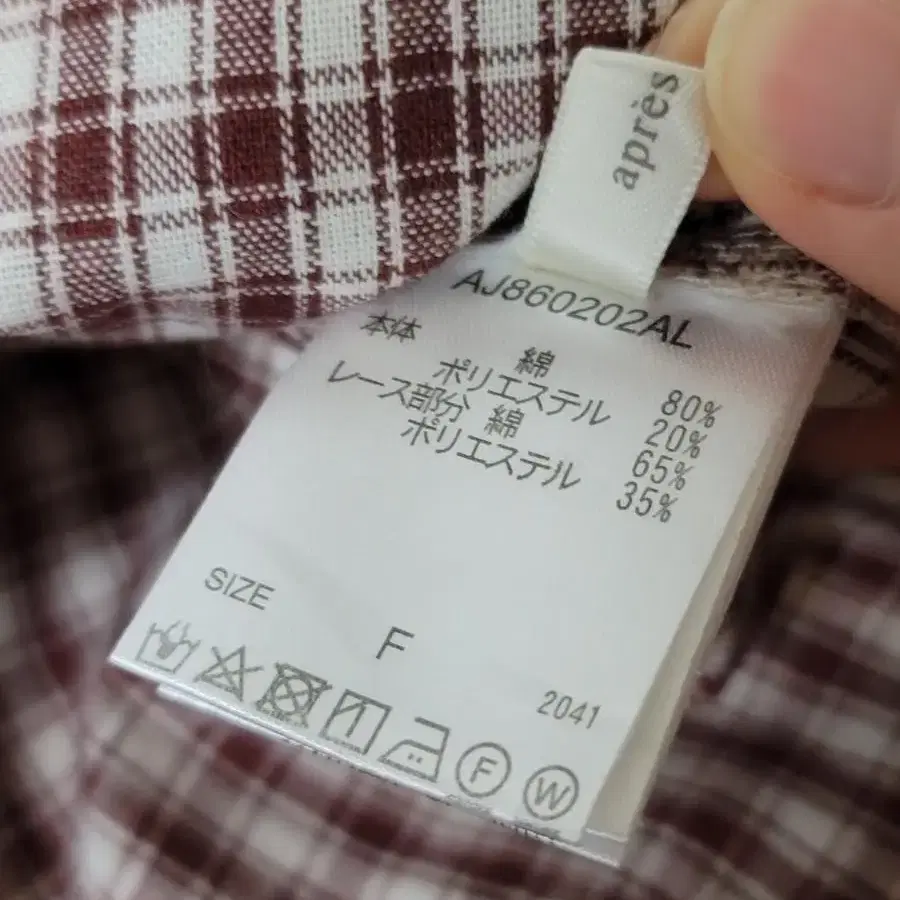 après
AJ860202AL
本体 綿 80%
ポリエステル 20%
レース部分 綿 65%
ポリエステル 35%
SIZE
F
2041
F W